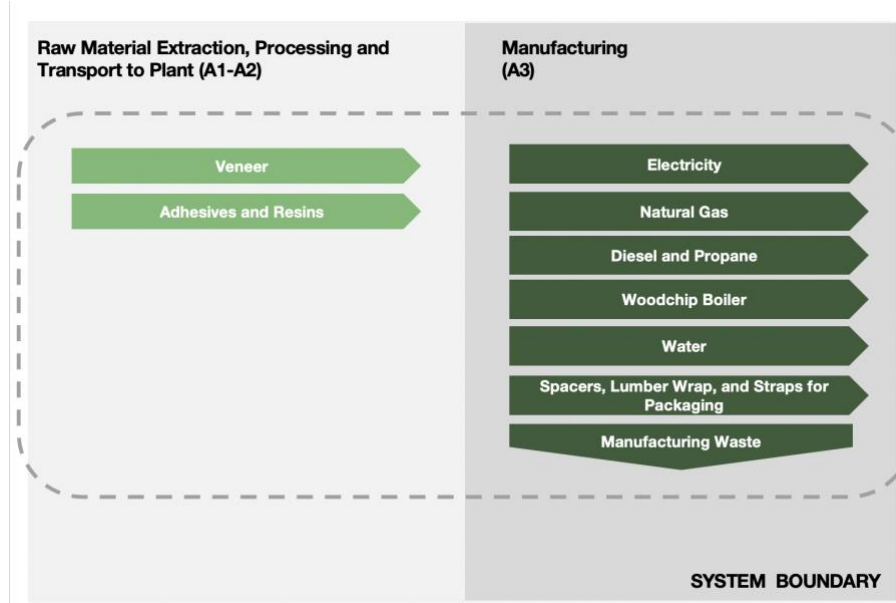 Raw Material Extraction, Processing and
Transport to Plant (A1-A2)
Manufacturing
(A3)
Veneer
Adhesives and Resins
Electricity
Natural Gas
Diesel and Propane
Woodchip Boiler
Water
Spacers, Lumber Wrap, and Straps for
Packaging
Manufacturing Waste
SYSTEM BOUNDARY